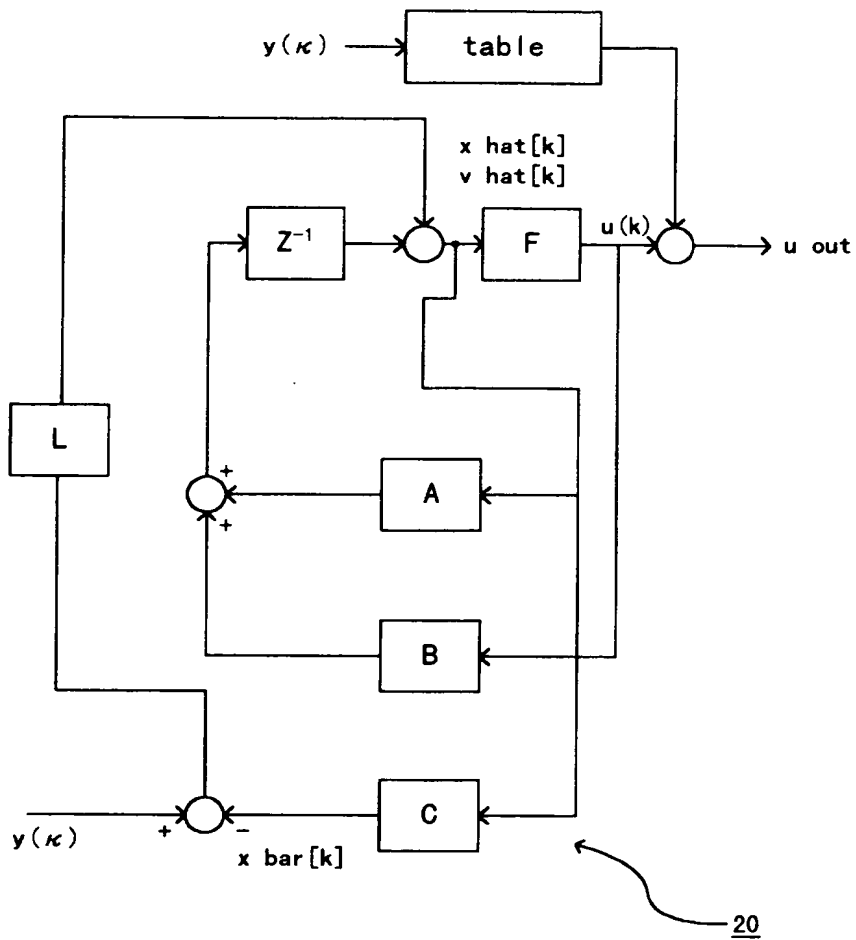 y(κ)
table
x hat[k]
v hat[k]
Z⁻¹
F
u(k)
u out
L
+
A
+
B
C
+
−
y(κ)
x bar[k]
20